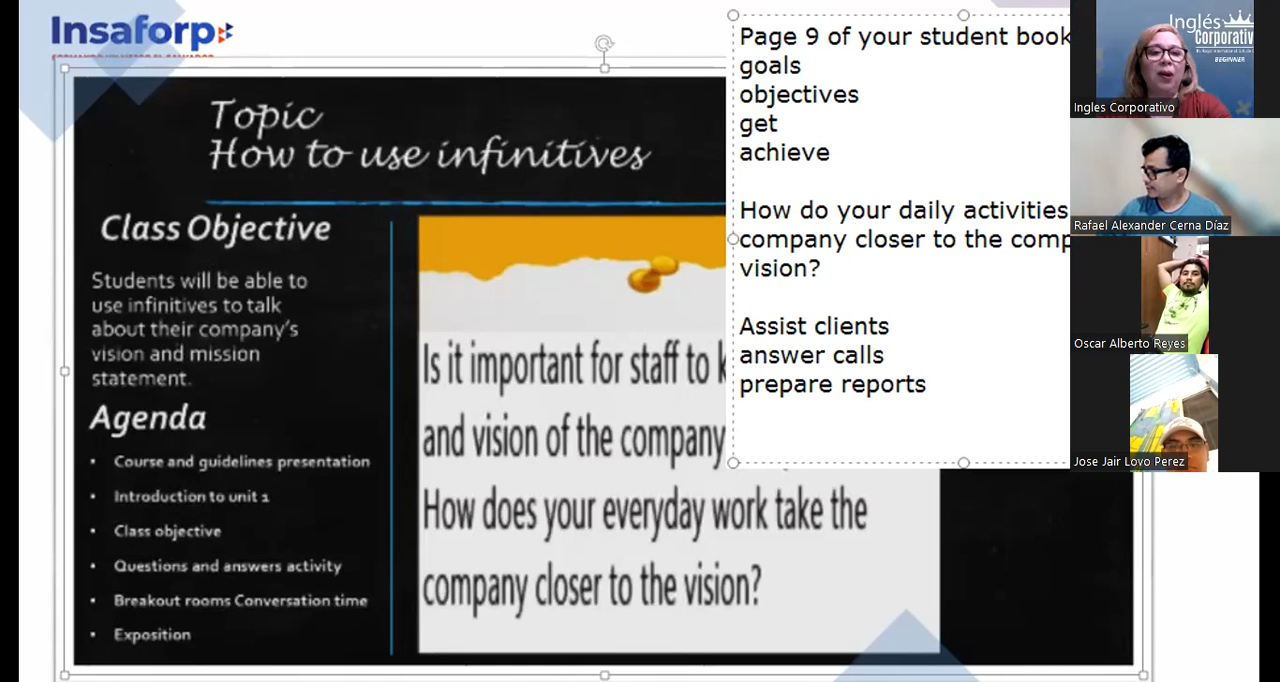 Insaforp
Topic
How to use infinitives
Class Objective
Students will be able to
use infinitives to talk
about their company's
vision and mission
statement.
Agenda
• Course and guidelines presentation
• Introduction to unit 1
• Class objective
• Questions and answers activity
• Breakout rooms Conversation time
• Exposition
Is it important for staff to k
and vision of the company
How does your everyday work take the
company closer to the vision?
Page 9 of your student book
goals
objectives
get
achieve
How do your daily activities
company closer to the comp
vision?
Assist clients
answer calls
prepare reports
Inglés
Corporativo
BEGINNER
Ingles Corporativo
Rafael Alexander Cerna Díaz
Oscar Alberto Reyes
Jose Jair Lovo Perez